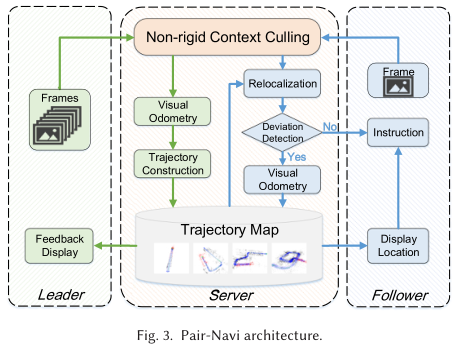 Non-rigid Context Culling
Frames
Visual
Odometry
Trajectory
Construction
Relocalization
Deviation
Detection
No
Yes
Visual
Odometry
Frame
Instruction
Trajectory Map
Feedback
Display
Display
Location
Leader
Server
Follower
Fig. 3. Pair-Navi architecture.